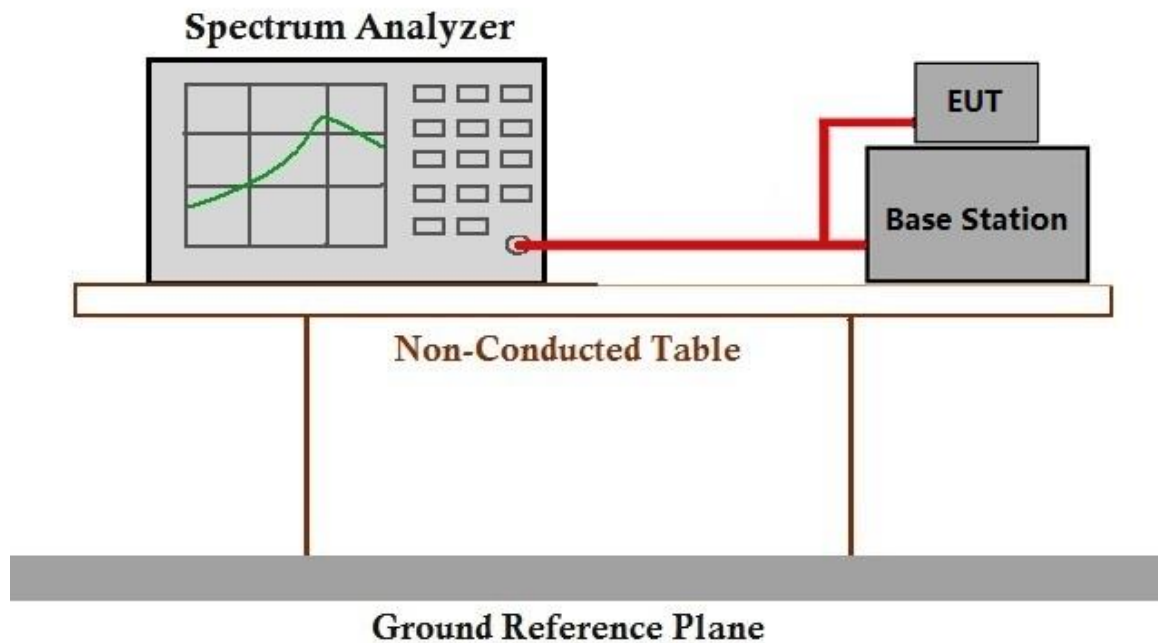 Spectrum Analyzer
EUT
Base Station
Non-Conducted Table
Ground Reference Plane